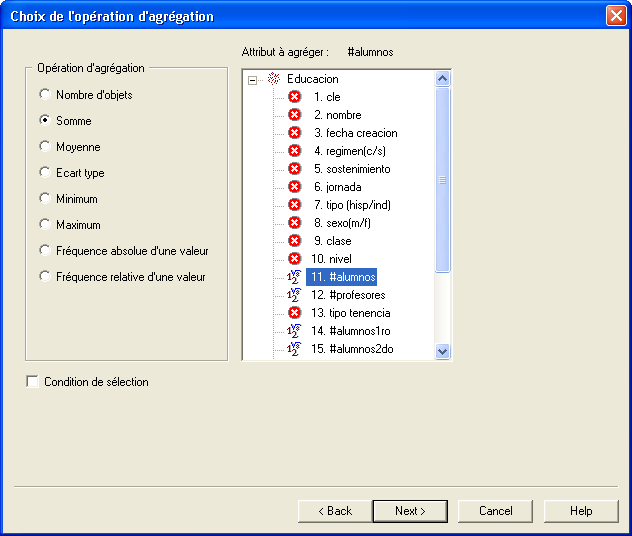 Choix de l'opération d'agrégation
Attribut à agréger : #alumnos
Opération d'agrégation
Nombre d'objets
Somme
Moyenne
Ecart type
Minimum
Maximum
Fréquence absolue d'une valeur
Fréquence relative d'une valeur
Educacion
1. cle
2. nombre
3. fecha creacion
4. regimen(c/s)
5. sostenimiento
6. jornada
7. tipo (hisp/ind)
8. sexo(m/f)
9. clase
10. nivel
11. #alumnos
12. #profesores
13. tipo tenencia
14. #alumnos1ro
15. #alumnos2do
Condition de sélection
< Back
Next >
Cancel
Help